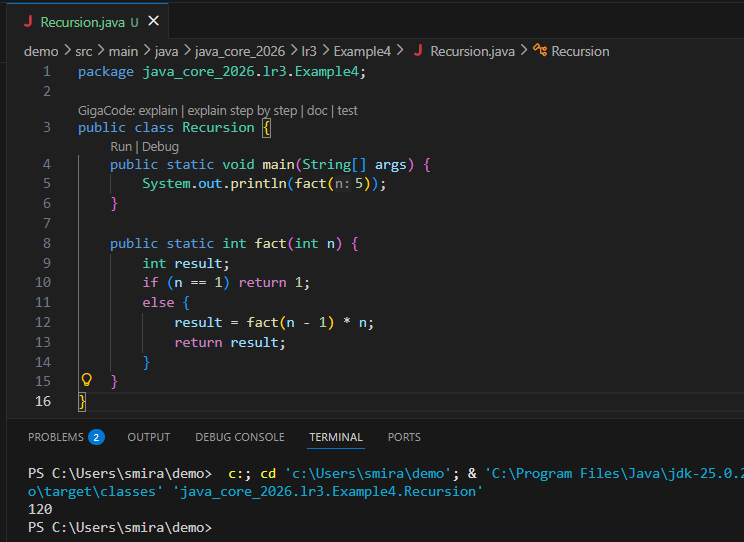 Recursion.java U
demo > src > main > java > java_core_2026 > lr3 > Example4 > Recursion.java > Recursion
1 package java_core_2026.lr3.Example4;
2
GigaCode: explain | explain step by step | doc | test
3 public class Recursion {
Run | Debug
4 public static void main(String[] args) {
5 System.out.println(fact(n: 5));
6 }
7
8 public static int fact(int n) {
9 int result;
10 if (n == 1) return 1;
11 else {
12 result = fact(n - 1) * n;
13 return result;
14 }
15 }
16 }
PROBLEMS 2 OUTPUT DEBUG CONSOLE TERMINAL PORTS
PS C:\Users\smira\demo> c:; cd 'c:\Users\smira\demo'; & 'C:\Program Files\Java\jdk-25.0.2
o\target\classes' 'java_core_2026.lr3.Example4.Recursion'
120
PS C:\Users\smira\demo>